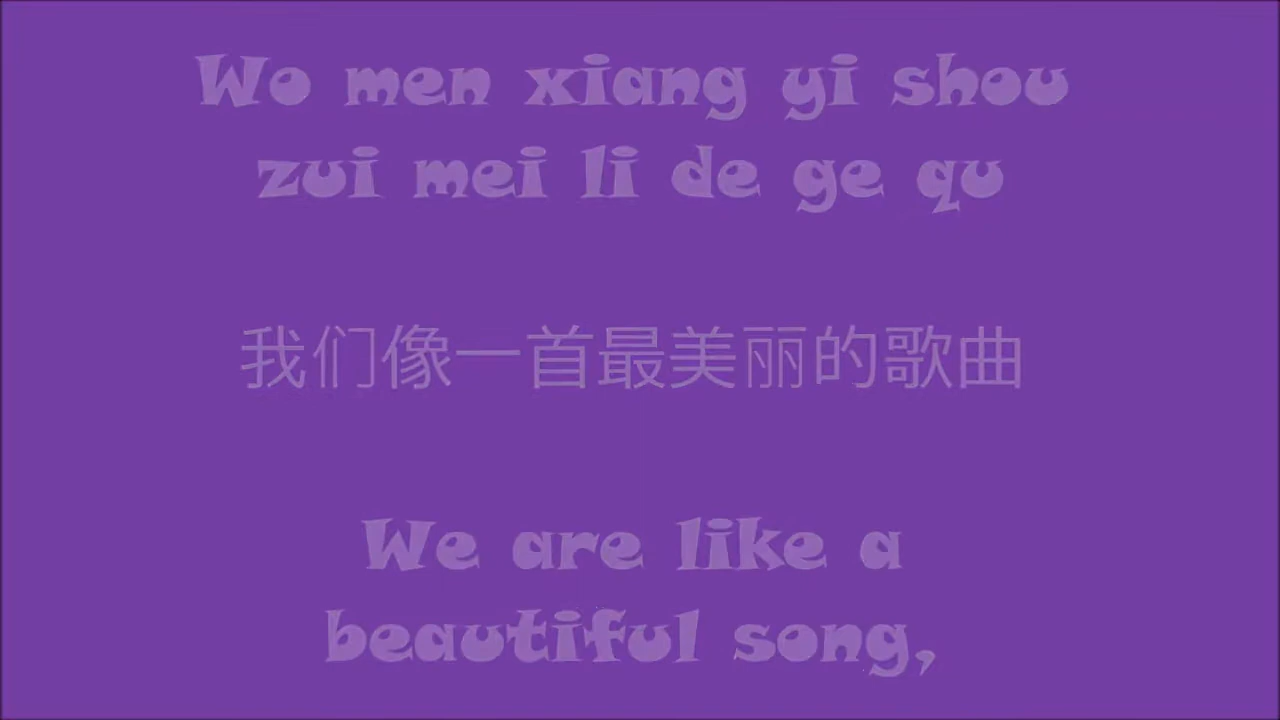 Wo men xiang yi shou
zui mei li de ge qu
我们像一首最美丽的歌曲
We are like a
beautiful song,